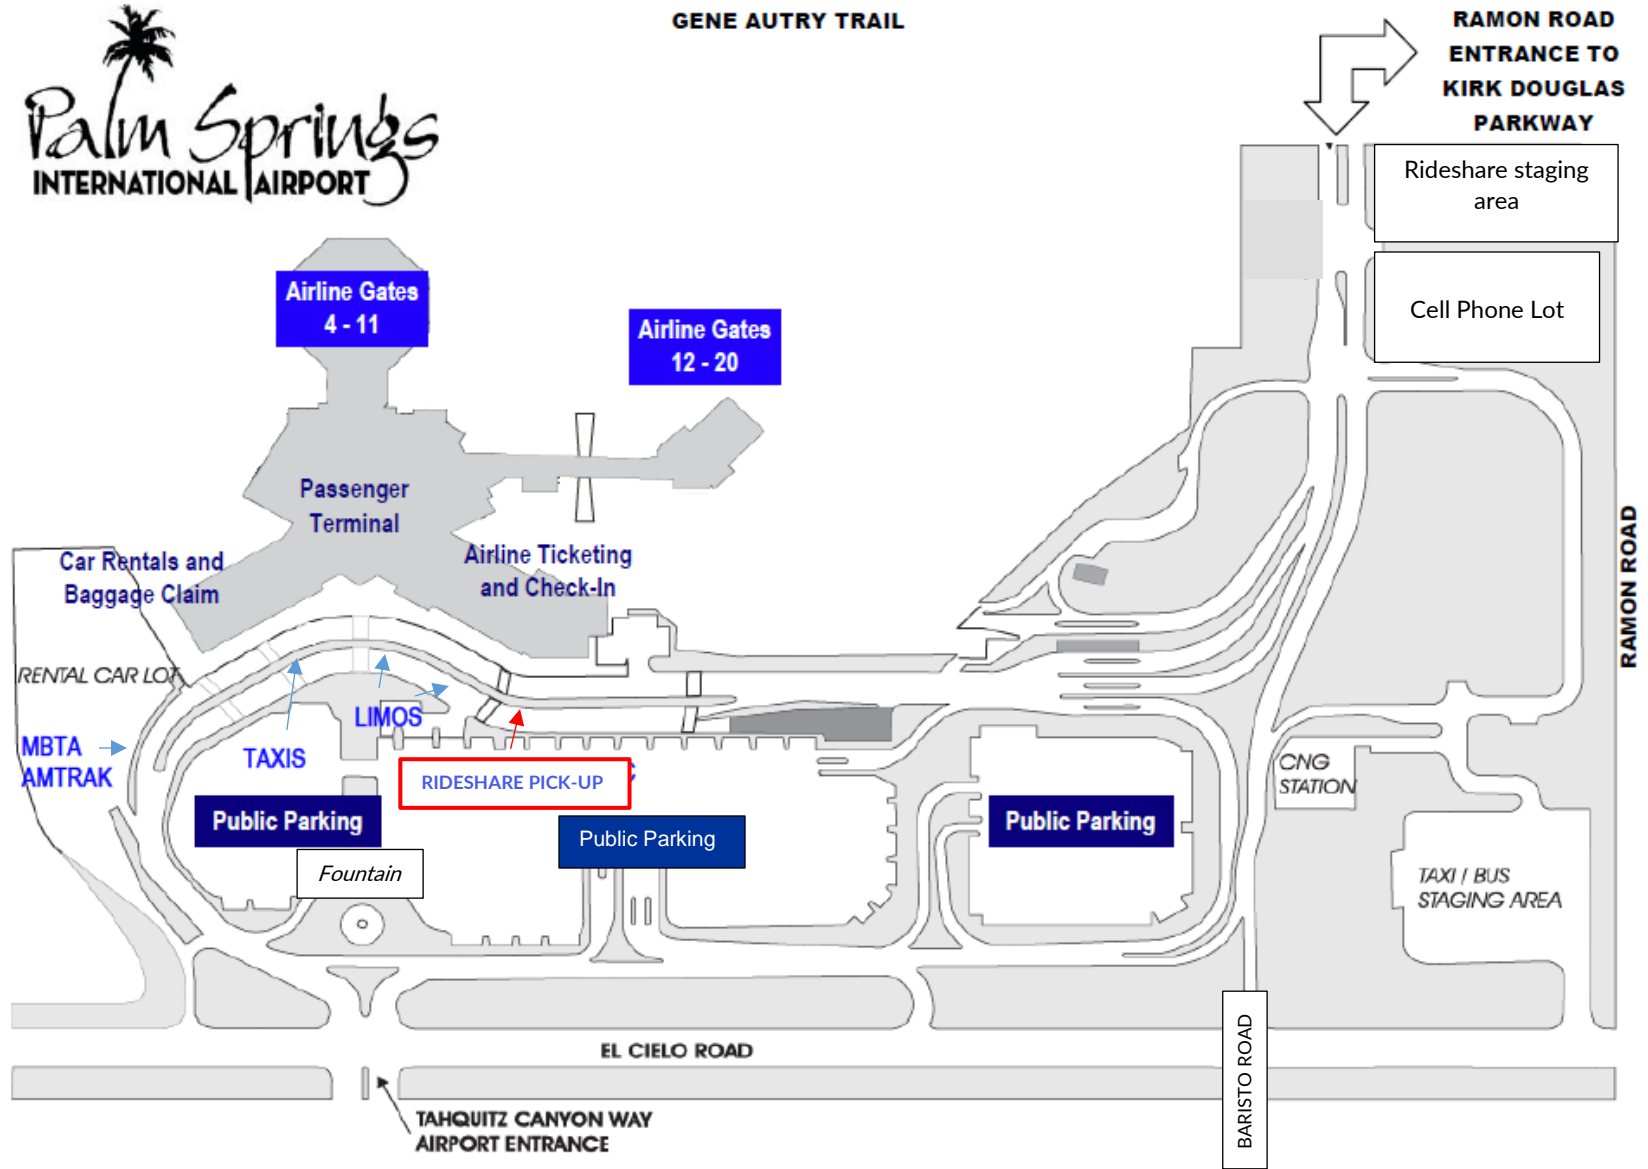 GENE AUTRY TRAIL
RAMON ROAD
ENTRANCE TO
KIRK DOUGLAS
PARKWAY
Palm Springs
INTERNATIONAL AIRPORT
Rideshare staging
area
Cell Phone Lot
Airline Gates
4 - 11
Airline Gates
12 - 20
Passenger
Terminal
Car Rentals and
Baggage Claim
Airline Ticketing
and Check-In
RAMON ROAD
RENTAL CAR LOT
LIMOS
MBTA
AMTRAK
TAXIS
RIDESHARE PICK-UP
CNG
STATION
Public Parking
Public Parking
Public Parking
Fountain
TAXI / BUS
STAGING AREA
EL CIELO ROAD
BARISTO ROAD
TAHQUITZ CANYON WAY
AIRPORT ENTRANCE